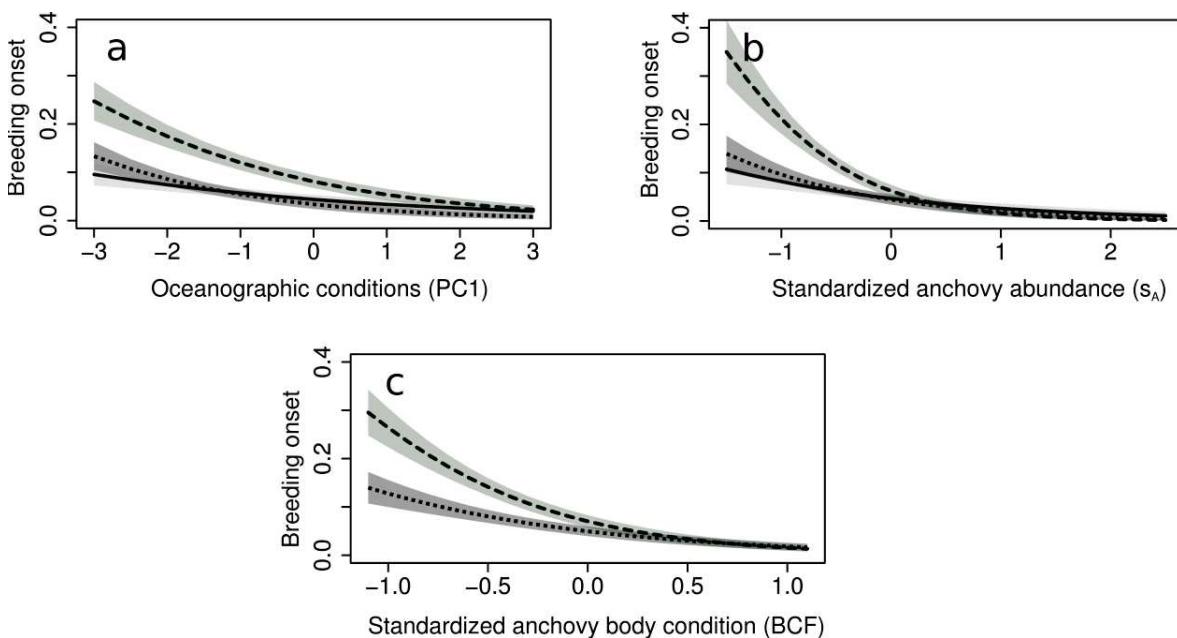 a
Breeding onset
0.4
0.2
0.0
−3 −2 −1 0 1 2 3
Oceanographic conditions (PC1)
b
Breeding onset
0.4
0.2
0.0
−1 0 1 2
Standardized anchovy abundance (sA)
c
Breeding onset
0.4
0.2
0.0
−1.0 −0.5 0.0 0.5 1.0
Standardized anchovy body condition (BCF)